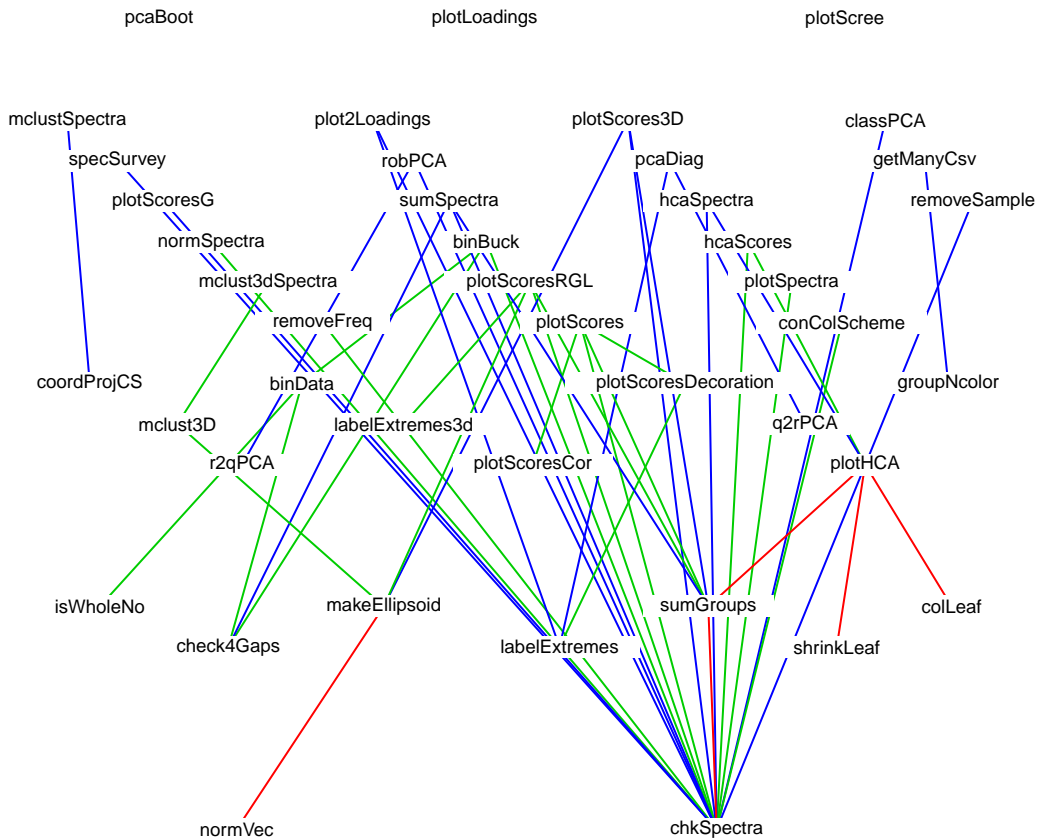 pcaBoot
plotLoadings
plotScree
mclustSpectra
plot2Loadings
plotScores3D
classPCA
specSurvey
robPCA
pcaDiag
getManyCsv
plotScoresG
sumSpectra
hcaSpectra
removeSample
normSpectra
binBuck
hcaScores
mclust3dSpectra
plotScoresRGL
plotSpectra
removeFreq
plotScores
conColScheme
coordProjCS
binData
plotScoresDecoration
groupNcolor
mclust3D
labelExtremes3d
q2rPCA
r2qPCA
plotScoresCor
plotHCA
isWholeNo
makeEllipsoid
sumGroups
colLeaf
check4Gaps
labelExtremes
shrinkLeaf
normVec
chkSpectra